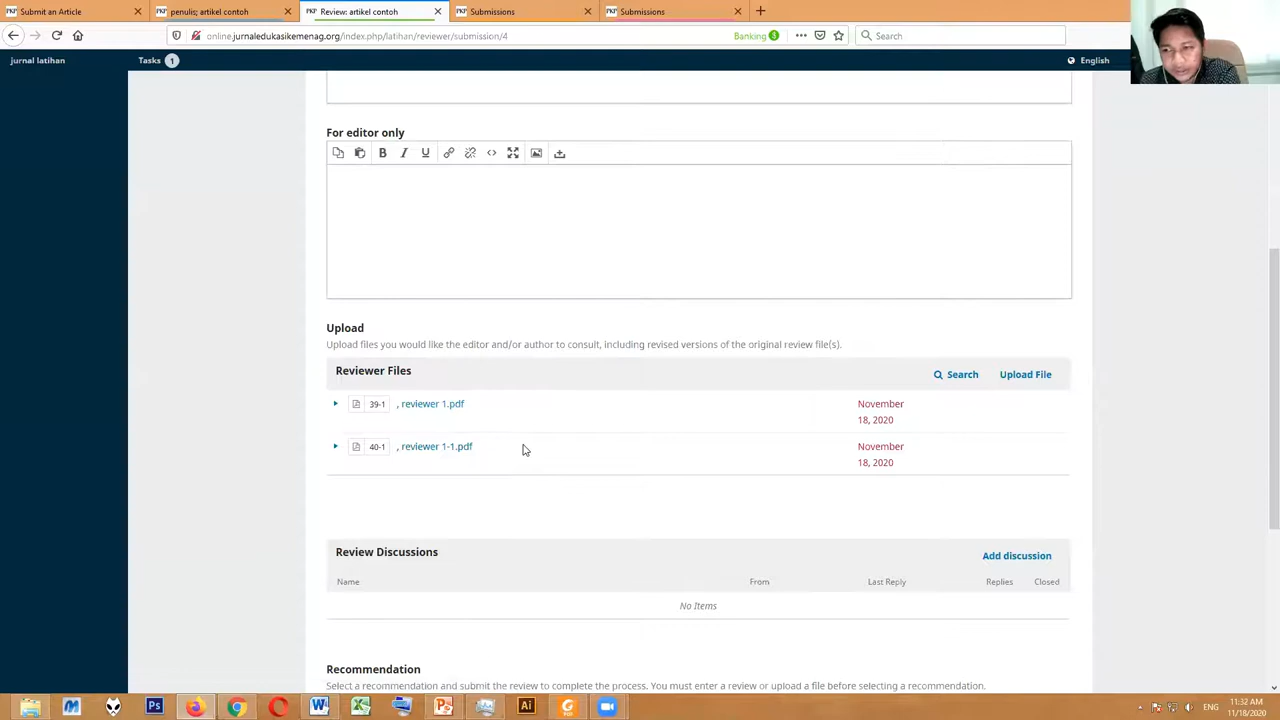 Submit an Article
penulis; artikel contoh
Review: artikel contoh
Submissions
Submissions
online.jurnaledukasikemenag.org/index.php/latihan/reviewer/submission/4
Banking
Search
jurnal latihan
Tasks 1
English
For editor only
B I U
Upload
Upload files you would like the editor and/or author to consult, including revised versions of the original review file(s).
Reviewer Files
Search
Upload File
39-1 , reviewer 1.pdf
November
18, 2020
40-1 , reviewer 1-1.pdf
November
18, 2020
Review Discussions
Add discussion
Name From Last Reply Replies Closed
No Items
Recommendation
Select a recommendation and submit the review to complete the process. You must enter a review or upload a file before selecting a recommendation.
ENG
11:32 AM
11/18/2020